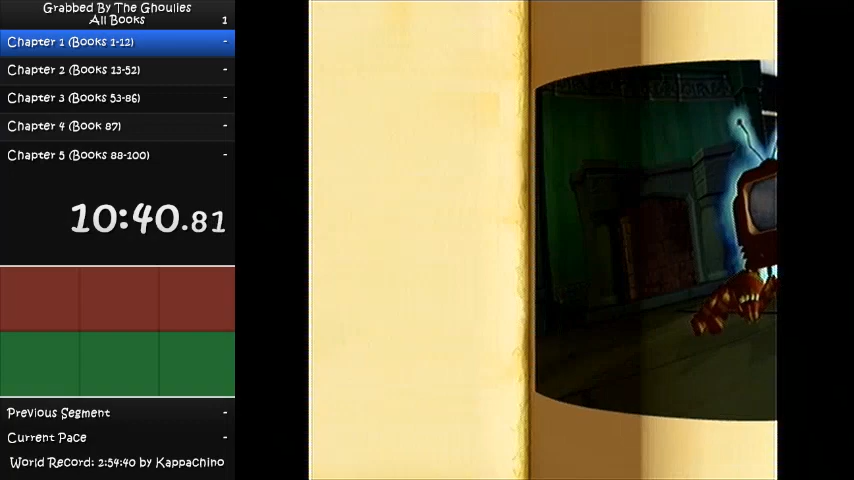 Grabbed By The Ghoulies
All Books 1
Chapter 1 (Books 1-12) -
Chapter 2 (Books 13-52) -
Chapter 3 (Books 53-86) -
Chapter 4 (Book 87) -
Chapter 5 (Books 88-100) -
10:40.81
Previous Segment -
Current Pace -
World Record: 2:54:40 by Kappachino